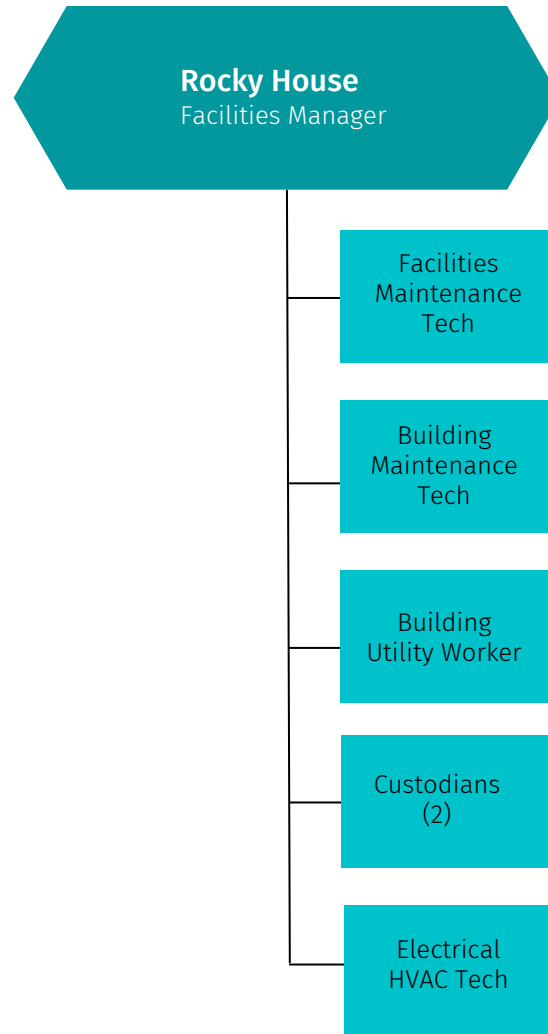 Rocky House
Facilities Manager
Facilities
Maintenance
Tech
Building
Maintenance
Tech
Building
Utility Worker
Custodians
(2)
Electrical
HVAC Tech